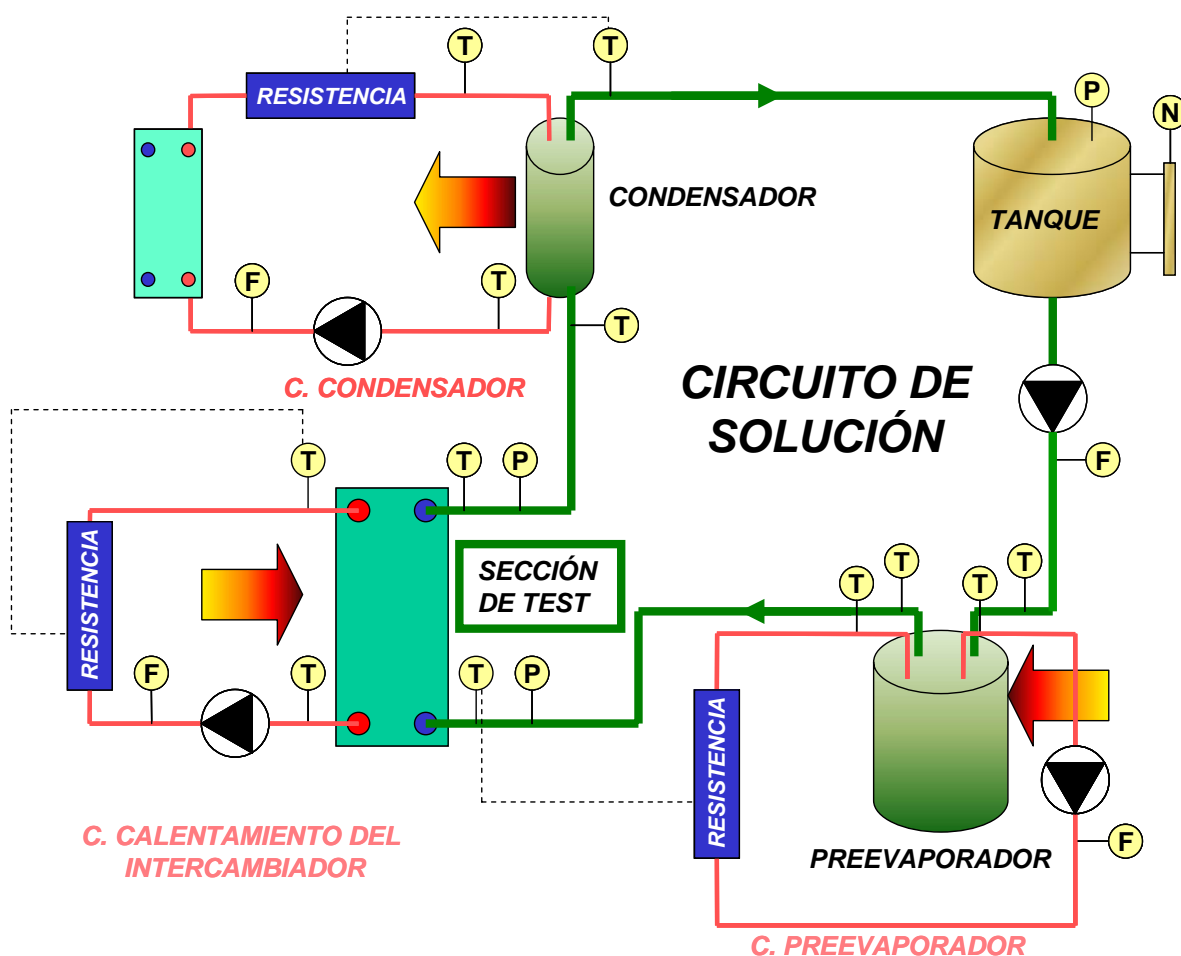 T
T
RESISTENCIA
P
N
CONDENSADOR
TANQUE
F
T
T
C. CONDENSADOR
CIRCUITO DE
SOLUCIÓN
T
T
P
F
RESISTENCIA
SECCIÓN
DE TEST
T
T
T
T
F
T
T
P
RESISTENCIA
C. CALENTAMIENTO DEL
INTERCAMBIADOR
PREEVAPORADOR
F
C. PREEVAPORADOR